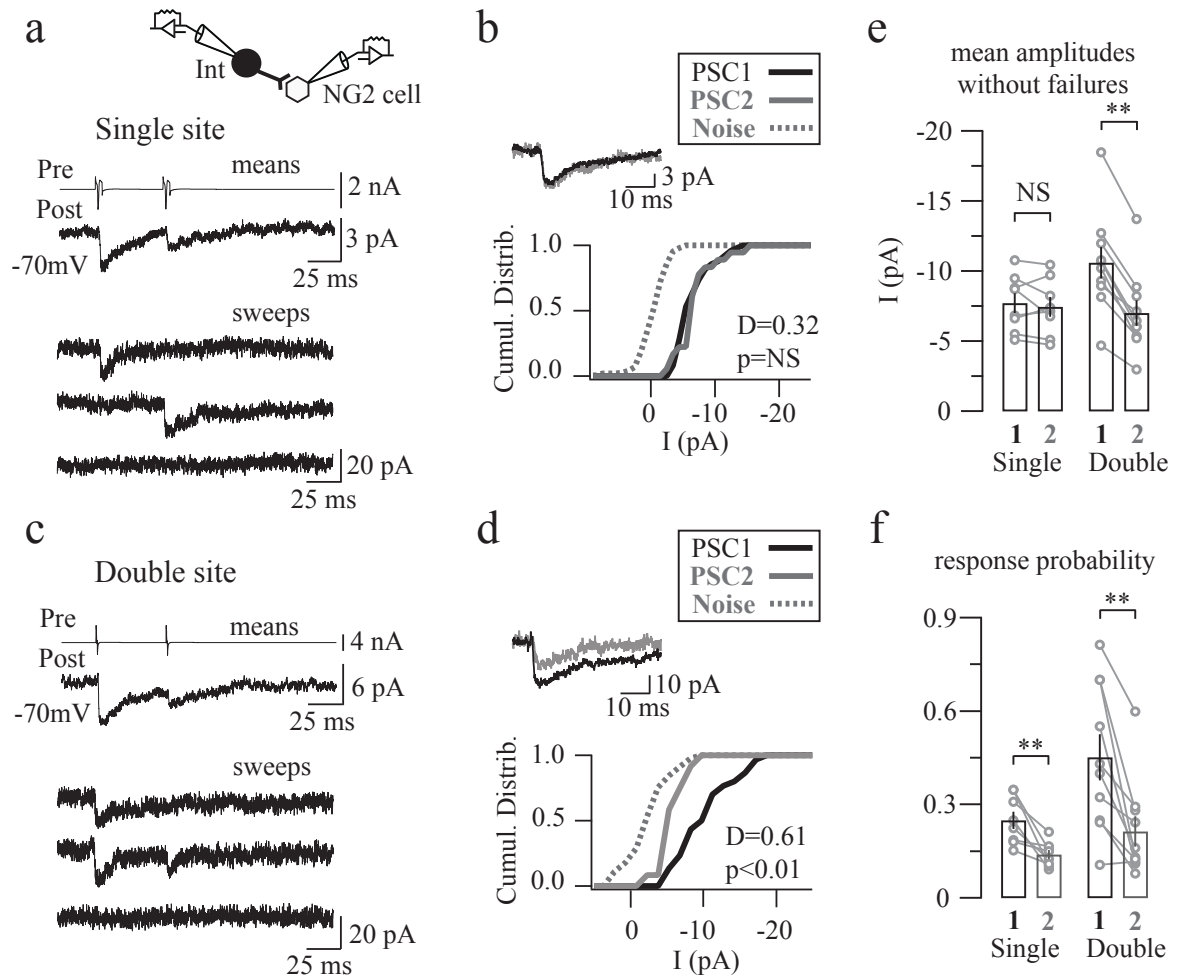 a
Int
NG2 cell
Single site
Pre
means
2 nA
Post
3 pA
-70mV
25 ms
sweeps
20 pA
25 ms
b
PSC1
PSC2
Noise
3 pA
10 ms
1.0
0.5
0.0
Cumul. Distrib.
D=0.32
p=NS
0 -10 -20
I (pA)
c
Double site
Pre
means
4 nA
Post
6 pA
-70mV
25 ms
sweeps
20 pA
25 ms
d
PSC1
PSC2
Noise
10 pA
10 ms
1.0
0.5
0.0
Cumul. Distrib.
D=0.61
p<0.01
0 -10 -20
I (pA)
e
mean amplitudes
without failures
**
NS
-20
-15
-10
-5
0
I (pA)
1 2 1 2
Single Double
f
response probability
**
**
0.9
0.6
0.3
0
1 2 1 2
Single Double